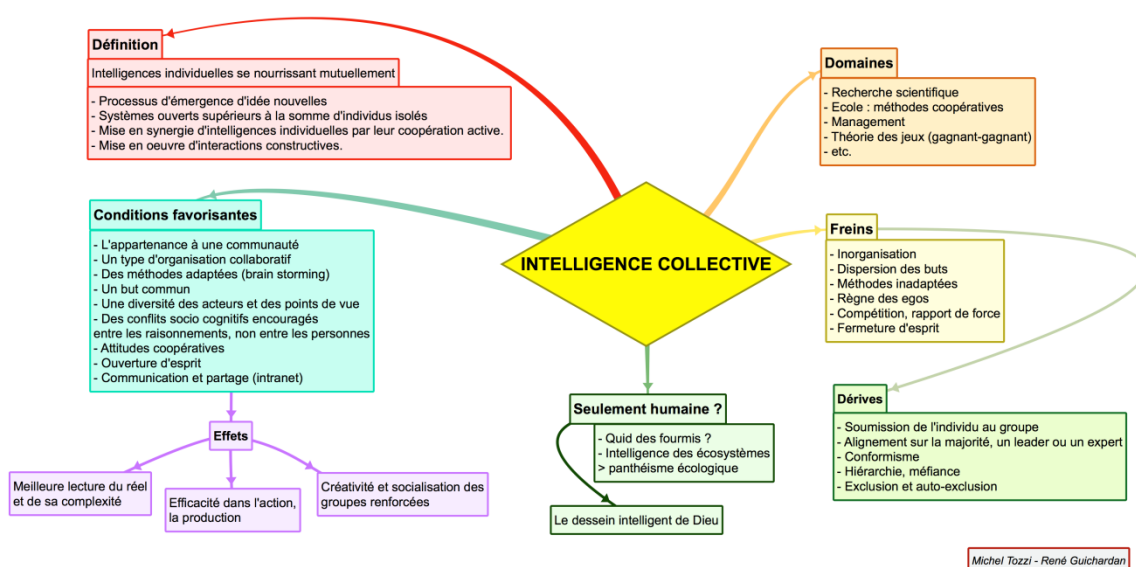 Définition
Intelligences individuelles se nourrissant mutuellement
- Processus d'émergence d'idée nouvelles
- Systèmes ouverts supérieurs à la somme d'individus isolés
- Mise en synergie d'intelligences individuelles par leur coopération active.
- Mise en oeuvre d'interactions constructives.
Domaines
- Recherche scientifique
- Ecole : méthodes coopératives
- Management
- Théorie des jeux (gagnant-gagnant)
- etc.
Conditions favorisantes
- L'appartenance à une communauté
- Un type d'organisation collaboratif
- Des méthodes adaptées (brain storming)
- Un but commun
- Une diversité des acteurs et des points de vue
- Des conflits socio cognitifs encouragés
entre les raisonnements, non entre les personnes
- Attitudes coopératives
- Ouverture d'esprit
- Communication et partage (intranet)
INTELLIGENCE COLLECTIVE
Freins
- Inorganisation
- Dispersion des buts
- Méthodes inadaptées
- Règne des egos
- Compétition, rapport de force
- Fermeture d'esprit
Effets
Meilleure lecture du réel
et de sa complexité
Efficacité dans l'action,
la production
Créativité et socialisation des
groupes renforcées
Seulement humaine ?
- Quid des fourmis ?
- Intelligence des écosystèmes
> panthéisme écologique
Le dessein intelligent de Dieu
Dérives
- Soumission de l'individu au groupe
- Alignement sur la majorité, un leader ou un expert
- Conformisme
- Hiérarchie, méfiance
- Exclusion et auto-exclusion
Michel Tozzi - René Guichardan